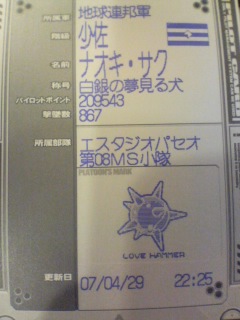 所属軍 地球連邦軍
階級 少佐
名前 ナオキ・サク
称号 白銀の夢見る犬
パイロットポイント 209543
撃墜数 867
所属部隊 エスタジオパセオ
第08MS小隊
PLATOON'S MARK
LOVE HAMMER
更新日 07/04/29 22:25